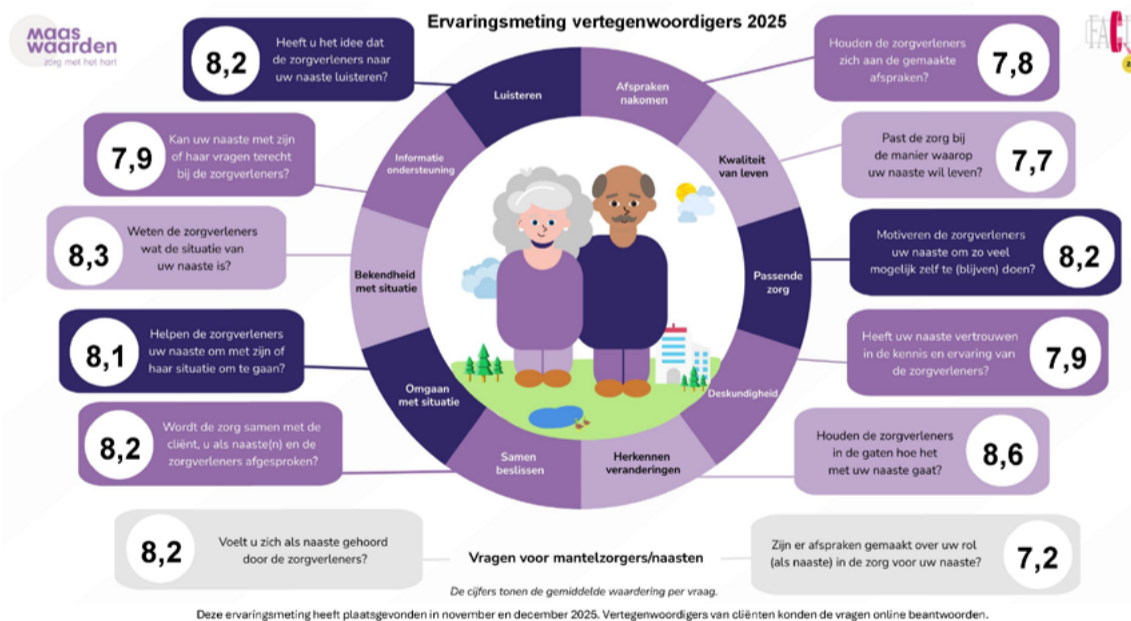 maas
waarden
zorg met het hart
Ervaringsmeting vertegenwoordigers 2025
8,2
Heeft u het idee dat
de zorgverleners naar
uw naaste luisteren?
Luisteren
Afspraken
nakomen
Houden de zorgverleners
zich aan de gemaakte
afspraken?
7,8
7,9
Kan uw naaste met zijn
of haar vragen terecht
bij de zorgverleners?
Informatie
ondersteuning
Kwaliteit
van leven
Past de zorg bij
de manier waarop
uw naaste wil leven?
7,7
8,3
Weten de zorgverleners
wat de situatie van
uw naaste is?
Bekendheid
met situatie
Passende
zorg
Motiveren de zorgverleners
uw naaste om zo veel
mogelijk zelf te (blijven) doen?
8,2
8,1
Helpen de zorgverleners
uw naaste om met zijn of
haar situatie om te gaan?
Omgaan
met situatie
Deskundigheid
Heeft uw naaste vertrouwen
in de kennis en ervaring van
de zorgverleners?
7,9
8,2
Wordt de zorg samen met de
cliënt, u als naaste(n) en de
zorgverleners afgesproken?
Samen
beslissen
Herkennen
veranderingen
Houden de zorgverleners
in de gaten hoe het
met uw naaste gaat?
8,6
8,2
Voelt u zich als naaste gehoord
door de zorgverleners?
Vragen voor mantelzorgers/naasten
Zijn er afspraken gemaakt over uw rol
(als naaste) in de zorg voor uw naaste?
7,2
De cijfers tonen de gemiddelde waardering per vraag.
Deze ervaringsmeting heeft plaatsgevonden in november en december 2025. Vertegenwoordigers van cliënten konden de vragen online beantwoorden.